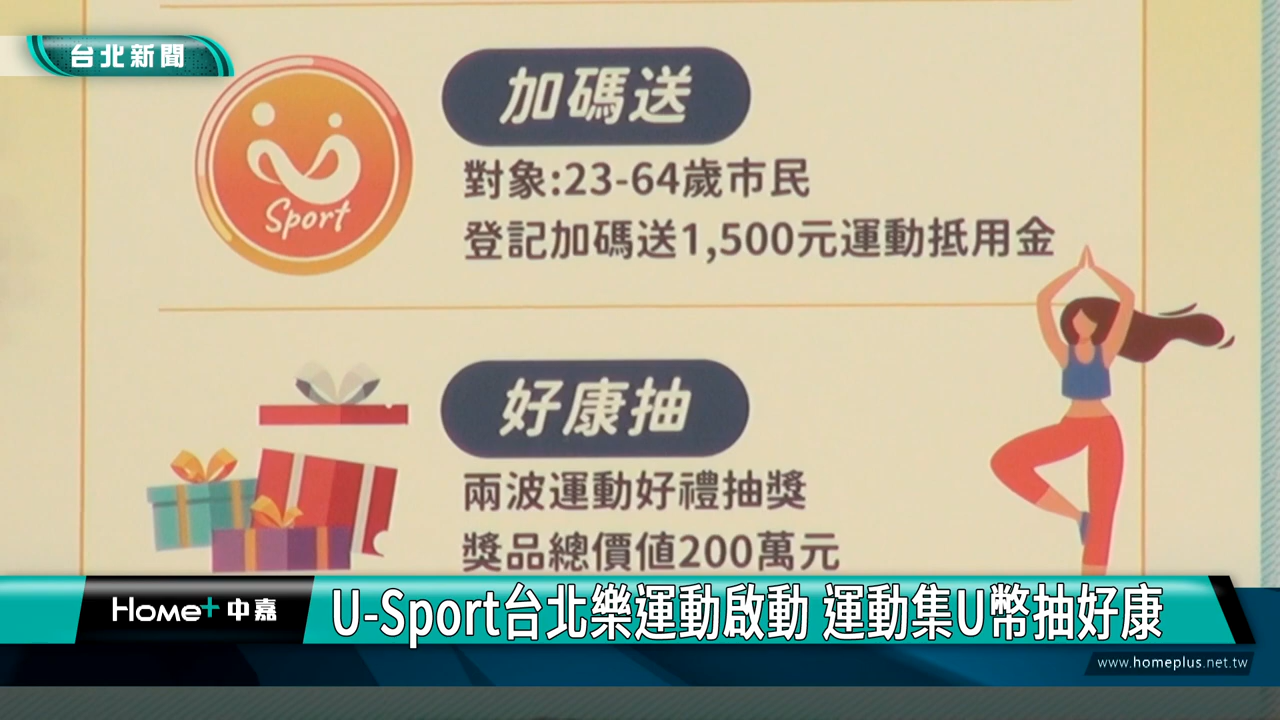 台北新聞
加碼送
對象:23-64歲市民
登記加碼送1,500元運動抵用金
Sport
好康抽
兩波運動好禮抽獎
獎品總價值200萬元
Home+中嘉
U-Sport台北樂運動啟動 運動集U幣抽好康
www.homeplus.net.tw